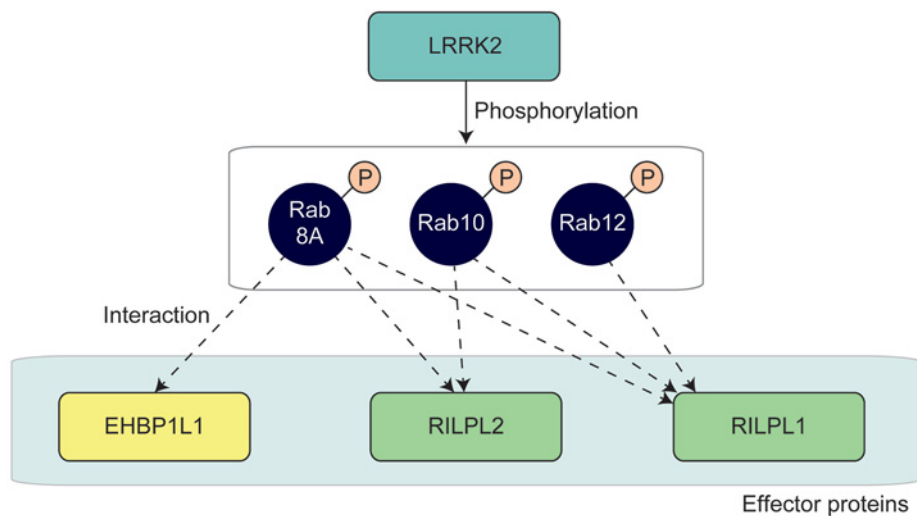 LRRK2
Phosphorylation
P
P
P
Rab
8A
Rab10
Rab12
Interaction
EHBP1L1
RILPL2
RILPL1
Effector proteins